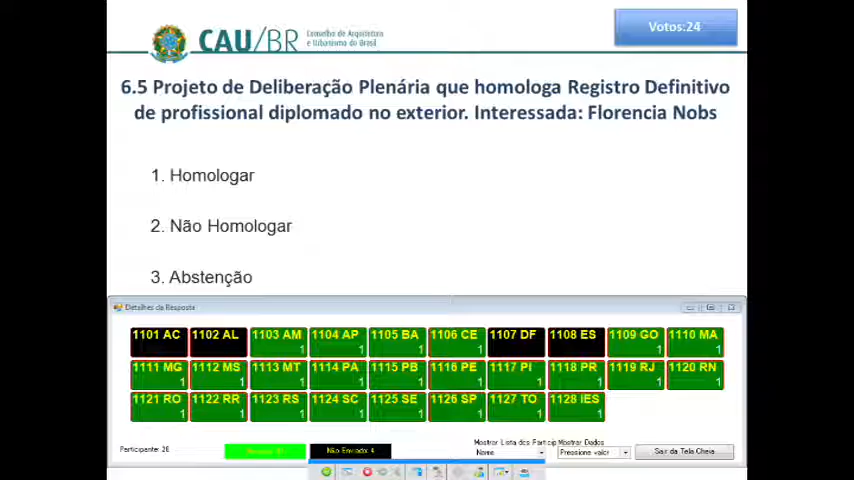 CAU/BR Conselho de Arquitetura
e Urbanismo do Brasil
Votos:24
6.5 Projeto de Deliberação Plenária que homologa Registro Definitivo
de profissional diplomado no exterior. Interessada: Florencia Nobs
1. Homologar
2. Não Homologar
3. Abstenção
Detalhes da Resposta
1101 AC 1102 AL 1103 AM 1104 AP 1105 BA 1106 CE 1107 DF 1108 ES 1109 GO 1110 MA
1 1 1 1 1 1
1111 MG 1112 MS 1113 MT 1114 PA 1115 PB 1116 PE 1117 PI 1118 PR 1119 RJ 1120 RN
1 1 1 1 1 1 1 1 1 1
1121 RO 1122 RR 1123 RS 1124 SC 1125 SE 1126 SP 1127 TO 1128 IES
1 1 1 1 1 1 1 1
Mostrar Lista dos Particip Mostrar Dados
Participante: 28 Não Enviado: 4 Nome Pressione valor Sair da Tela Cheia